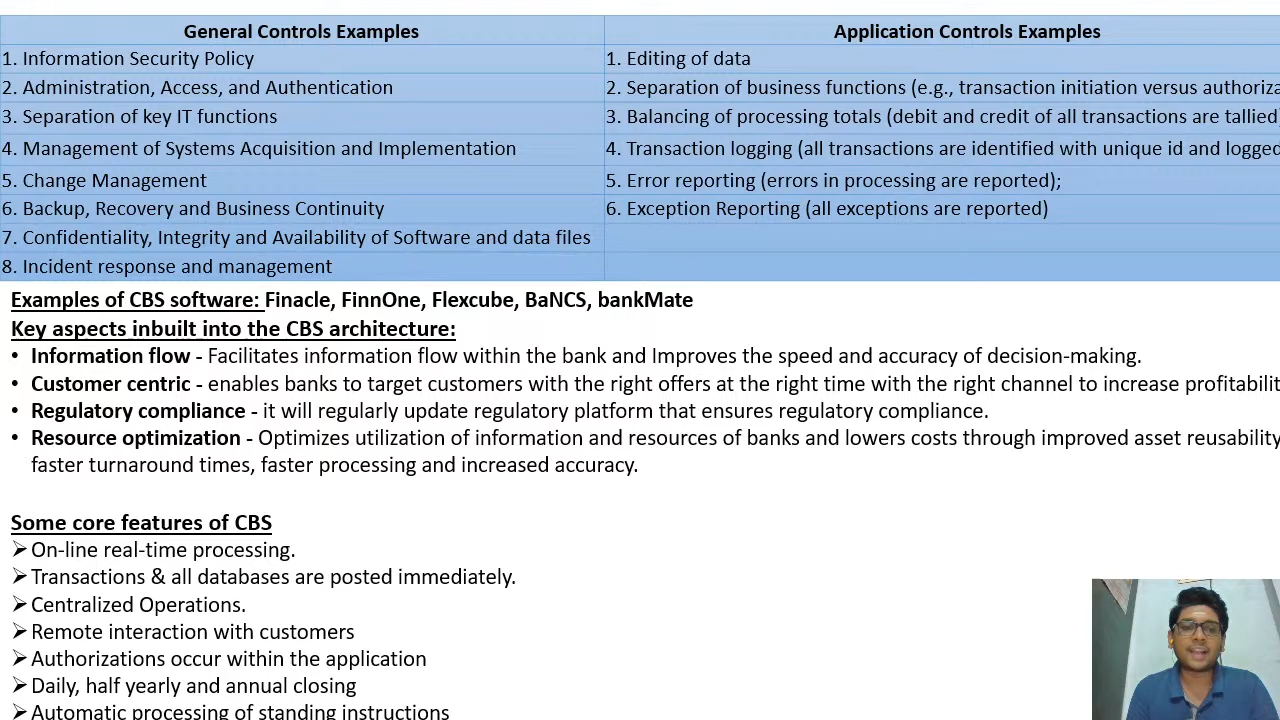 General Controls Examples
Application Controls Examples
1. Information Security Policy
1. Editing of data
2. Administration, Access, and Authentication
2. Separation of business functions (e.g., transaction initiation versus authoriza
3. Separation of key IT functions
3. Balancing of processing totals (debit and credit of all transactions are tallied)
4. Management of Systems Acquisition and Implementation
4. Transaction logging (all transactions are identified with unique id and logged
5. Change Management
5. Error reporting (errors in processing are reported);
6. Backup, Recovery and Business Continuity
6. Exception Reporting (all exceptions are reported)
7. Confidentiality, Integrity and Availability of Software and data files
8. Incident response and management
Examples of CBS software: Finacle, FinnOne, Flexcube, BaNCS, bankMate
Key aspects inbuilt into the CBS architecture:
• Information flow - Facilitates information flow within the bank and Improves the speed and accuracy of decision-making.
• Customer centric - enables banks to target customers with the right offers at the right time with the right channel to increase profitabilit
• Regulatory compliance - it will regularly update regulatory platform that ensures regulatory compliance.
• Resource optimization - Optimizes utilization of information and resources of banks and lowers costs through improved asset reusability
faster turnaround times, faster processing and increased accuracy.
Some core features of CBS
➢ On-line real-time processing.
➢ Transactions & all databases are posted immediately.
➢ Centralized Operations.
➢ Remote interaction with customers
➢ Authorizations occur within the application
➢ Daily, half yearly and annual closing
➢ Automatic processing of standing instructions